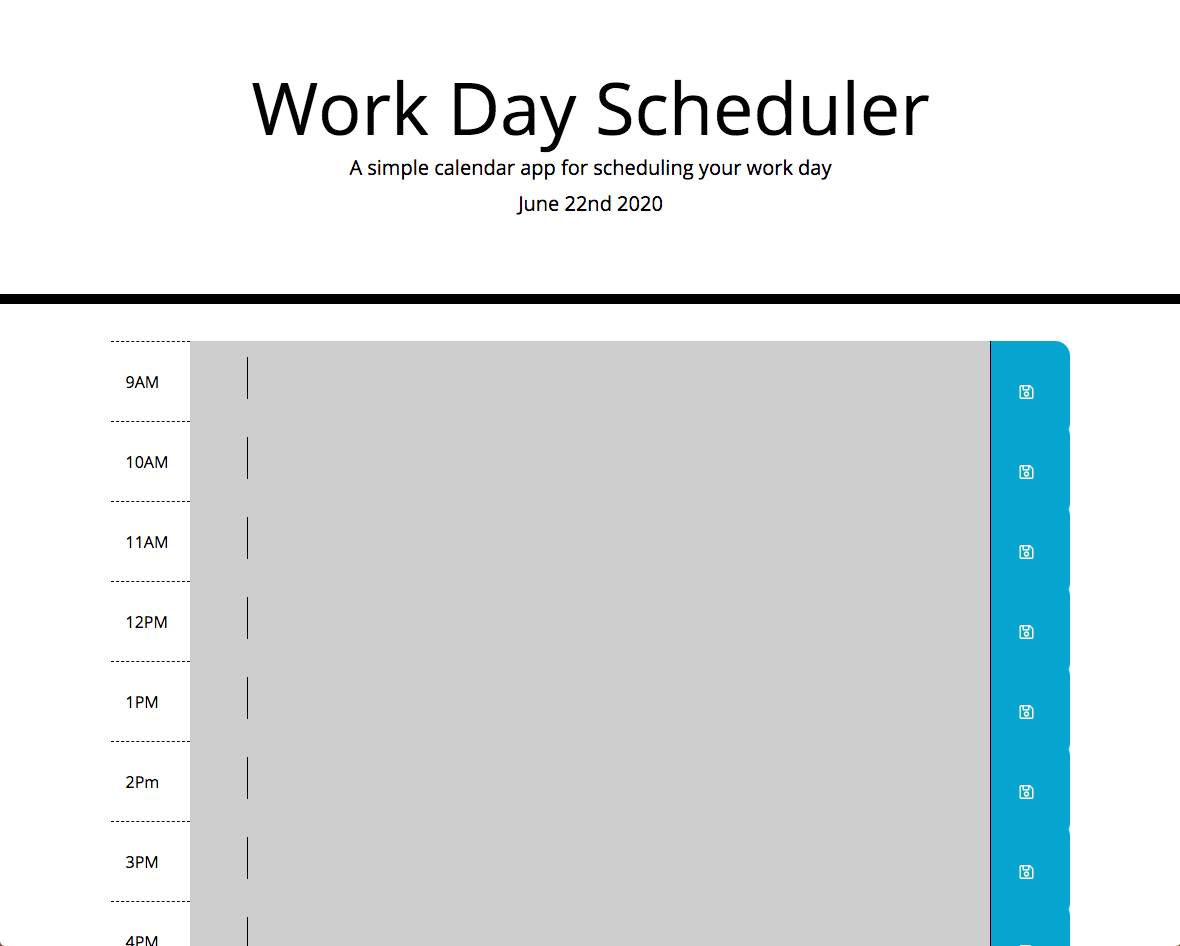 Work Day Scheduler
A simple calendar app for scheduling your work day
June 22nd 2020
9AM
10AM
11AM
12PM
1PM
2Pm
3PM
4PM